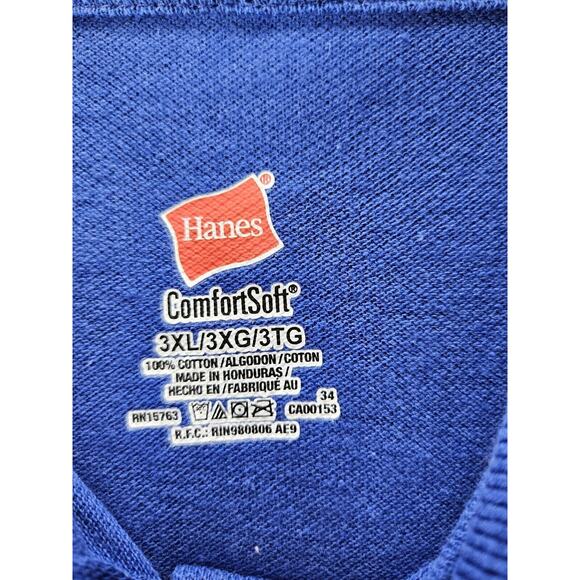 Hanes®
ComfortSoft®
3XL/3XG/3TG
100% COTTON/ALGODON/COTON
MADE IN HONDURAS/
HECHO EN/FABRIQUÉ AU
34
RN15763 CA00153
R.F.C.: RIN980806 AE9